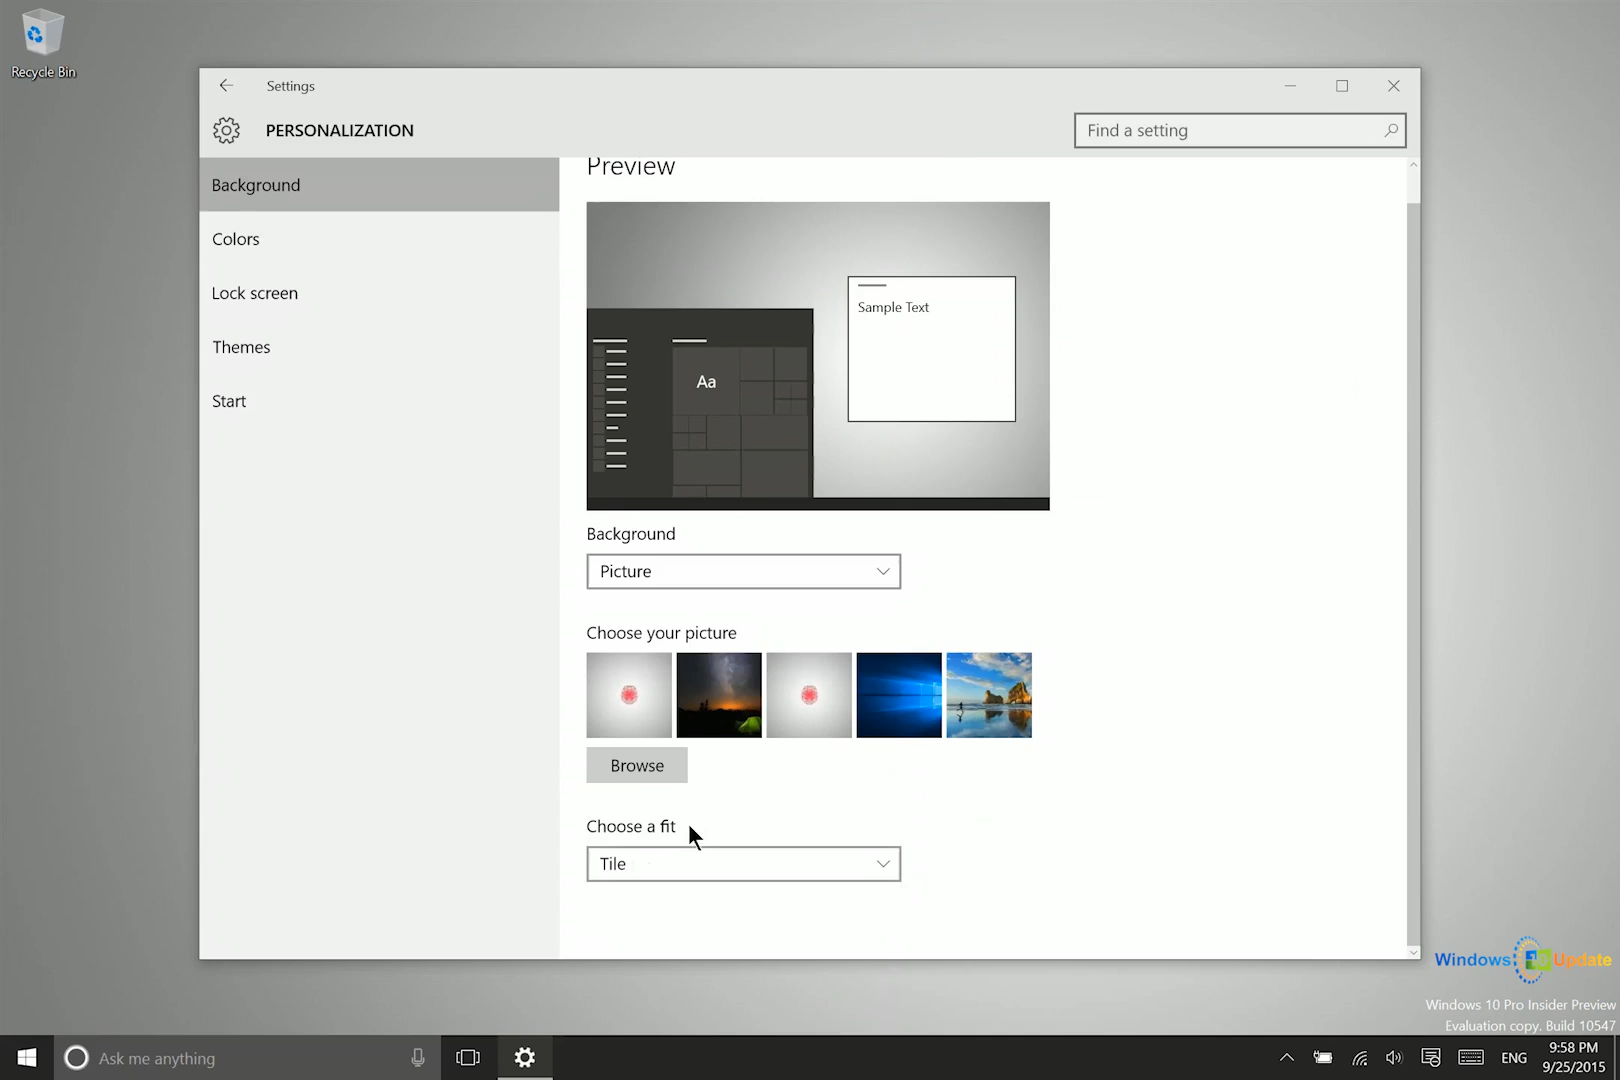 Recycle Bin
Settings
PERSONALIZATION
Find a setting
Background
Colors
Lock screen
Themes
Start
Preview
Sample Text
Aa
Background
Picture
Choose your picture
Browse
Choose a fit
Tile
Windows 10 Update
Windows 10 Pro Insider Preview
Evaluation copy. Build 10547
Ask me anything
ENG
9:58 PM
9/25/2015